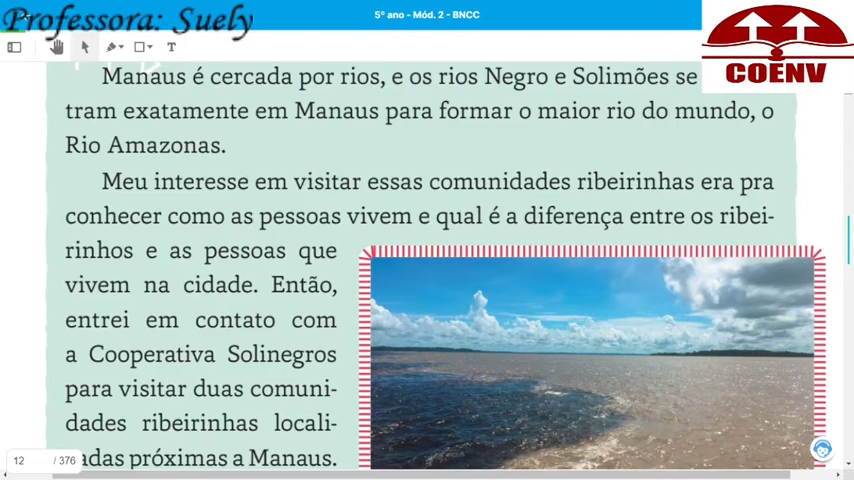 Professora: Suely
5º ano - Mód. 2 - BNCC
COENV
T
Manaus é cercada por rios, e os rios Negro e Solimões se
tram exatamente em Manaus para formar o maior rio do mundo, o
Rio Amazonas.
Meu interesse em visitar essas comunidades ribeirinhas era pra
conhecer como as pessoas vivem e qual é a diferença entre os ribei-
rinhos e as pessoas que
vivem na cidade. Então,
entrei em contato com
a Cooperativa Solinegros
para visitar duas comuni-
dades ribeirinhas locali-
adas próximas a Manaus.
12 / 376